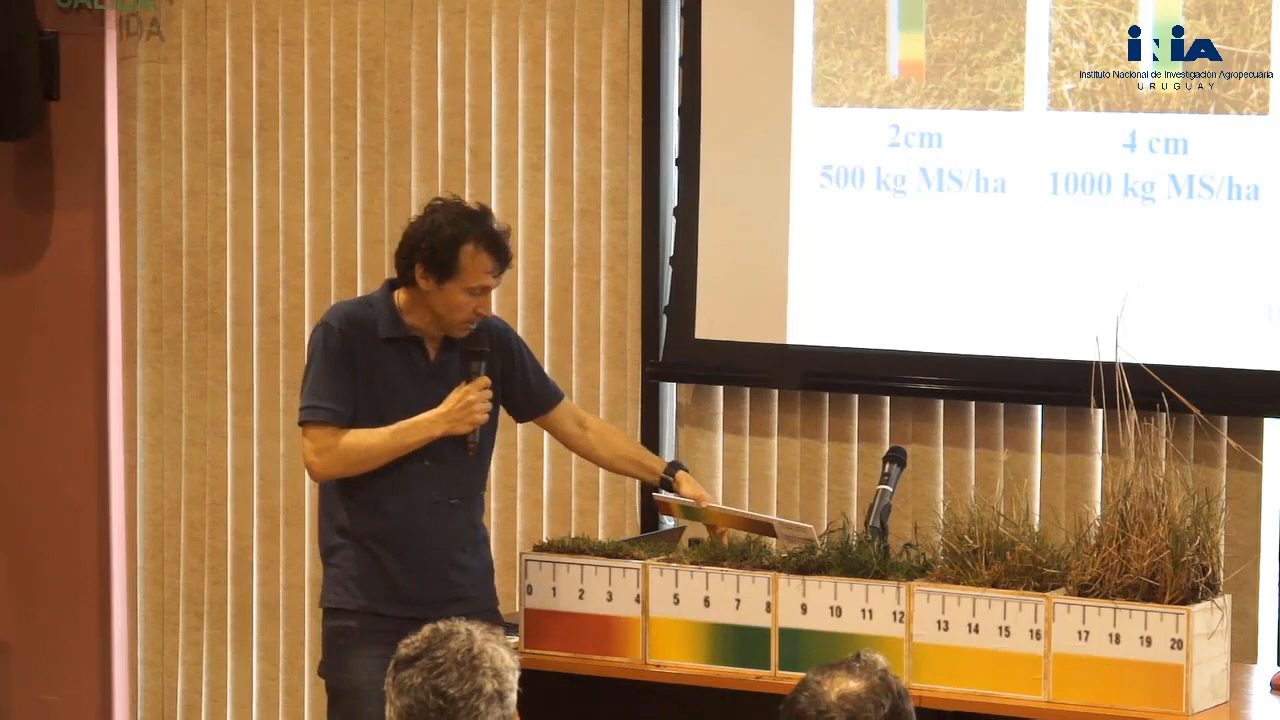 SALIDA
INIA
Instituto Nacional de Investigación Agropecuaria
URUGUAY
2cm
4 cm
500 kg MS/ha
1000 kg MS/ha
0 1 2 3 4
5 6 7 8
9 10 11 12
13 14 15 16
17 18 19 20